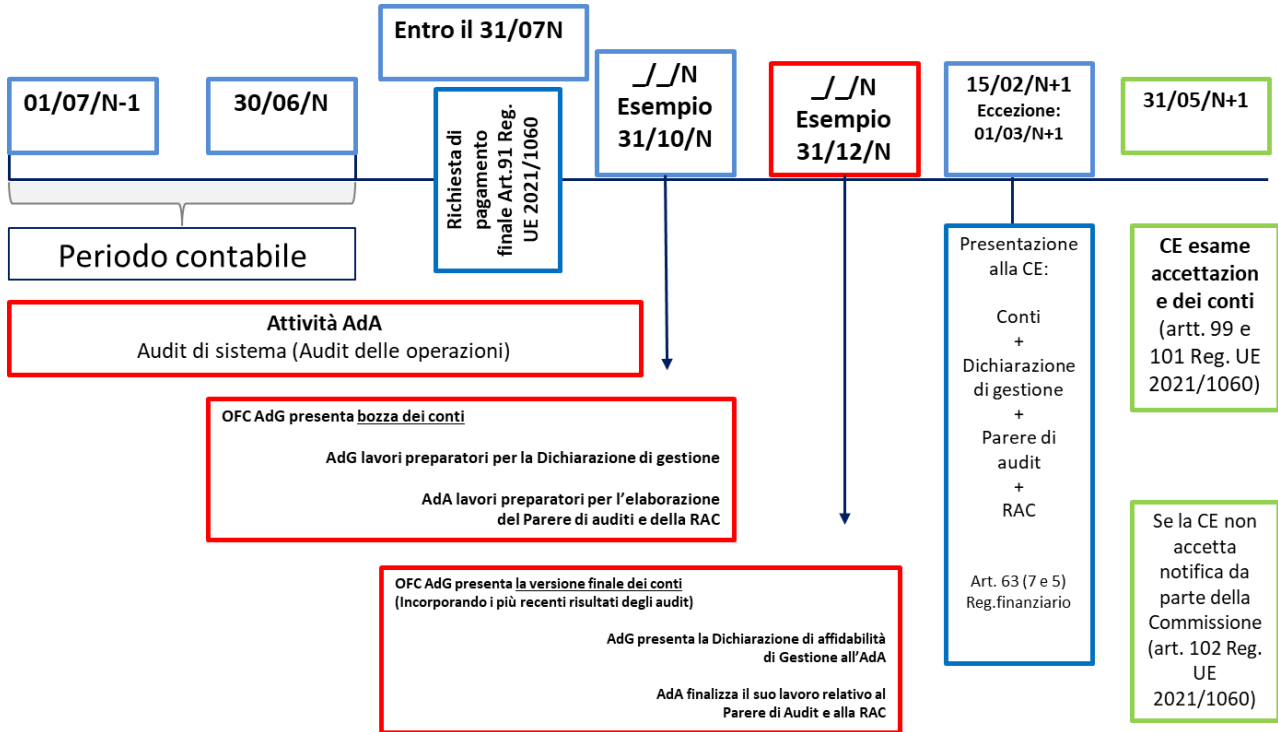 01/07/N-1
30/06/N
Entro il 31/07N
_/_/N
Esempio
31/10/N
_/_/N
Esempio
31/12/N
15/02/N+1
Eccezione:
01/03/N+1
31/05/N+1
Richiesta di
pagamento
finale Art.91 Reg.
UE 2021/1060
Periodo contabile
Attività AdA
Audit di sistema (Audit delle operazioni)
OFC AdG presenta bozza dei conti
AdG lavori preparatori per la Dichiarazione di gestione
AdA lavori preparatori per l'elaborazione
del Parere di auditi e della RAC
OFC AdG presenta la versione finale dei conti
(Incorporando i più recenti risultati degli audit)
AdG presenta la Dichiarazione di affidabilità
di Gestione all'AdA
AdA finalizza il suo lavoro relativo al
Parere di Audit e alla RAC
Presentazione
alla CE:
Conti
+
Dichiarazione
di gestione
+
Parere di
audit
+
RAC
Art. 63 (7 e 5)
Reg.finanziario
CE esame
accettazion
e dei conti
(artt. 99 e
101 Reg. UE
2021/1060)
Se la CE non
accetta
notifica da
parte della
Commissione
(art. 102 Reg.
UE
2021/1060)